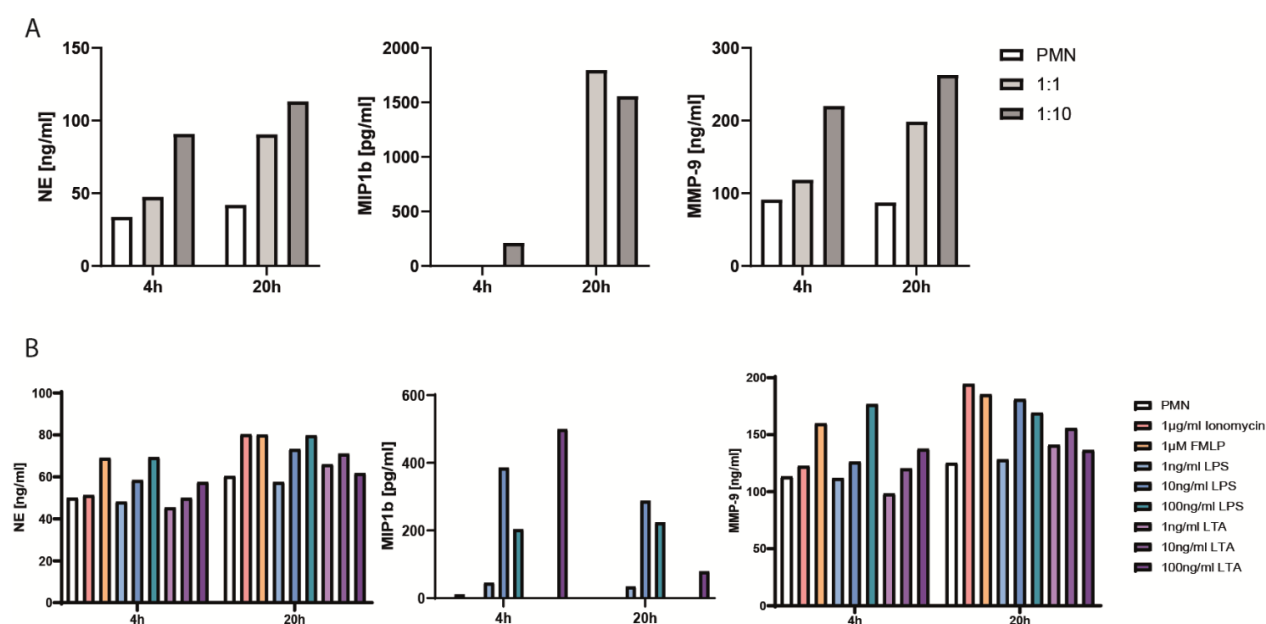 A
NE [ng/ml]
150
100
50
0
4h
20h
MIP1b [pg/ml]
2000
1500
1000
500
0
4h
20h
MMP-9 [ng/ml]
300
200
100
0
4h
20h
PMN
1:1
1:10
B
NE [ng/ml]
100
80
60
40
20
0
4h
20h
MIP1b [pg/ml]
600
400
200
0
4h
20h
MMP-9 [ng/ml]
200
150
100
50
0
4h
20h
PMN
1µg/ml Ionomycin
1µM FMLP
1ng/ml LPS
10ng/ml LPS
100ng/ml LPS
1ng/ml LTA
10ng/ml LTA
100ng/ml LTA